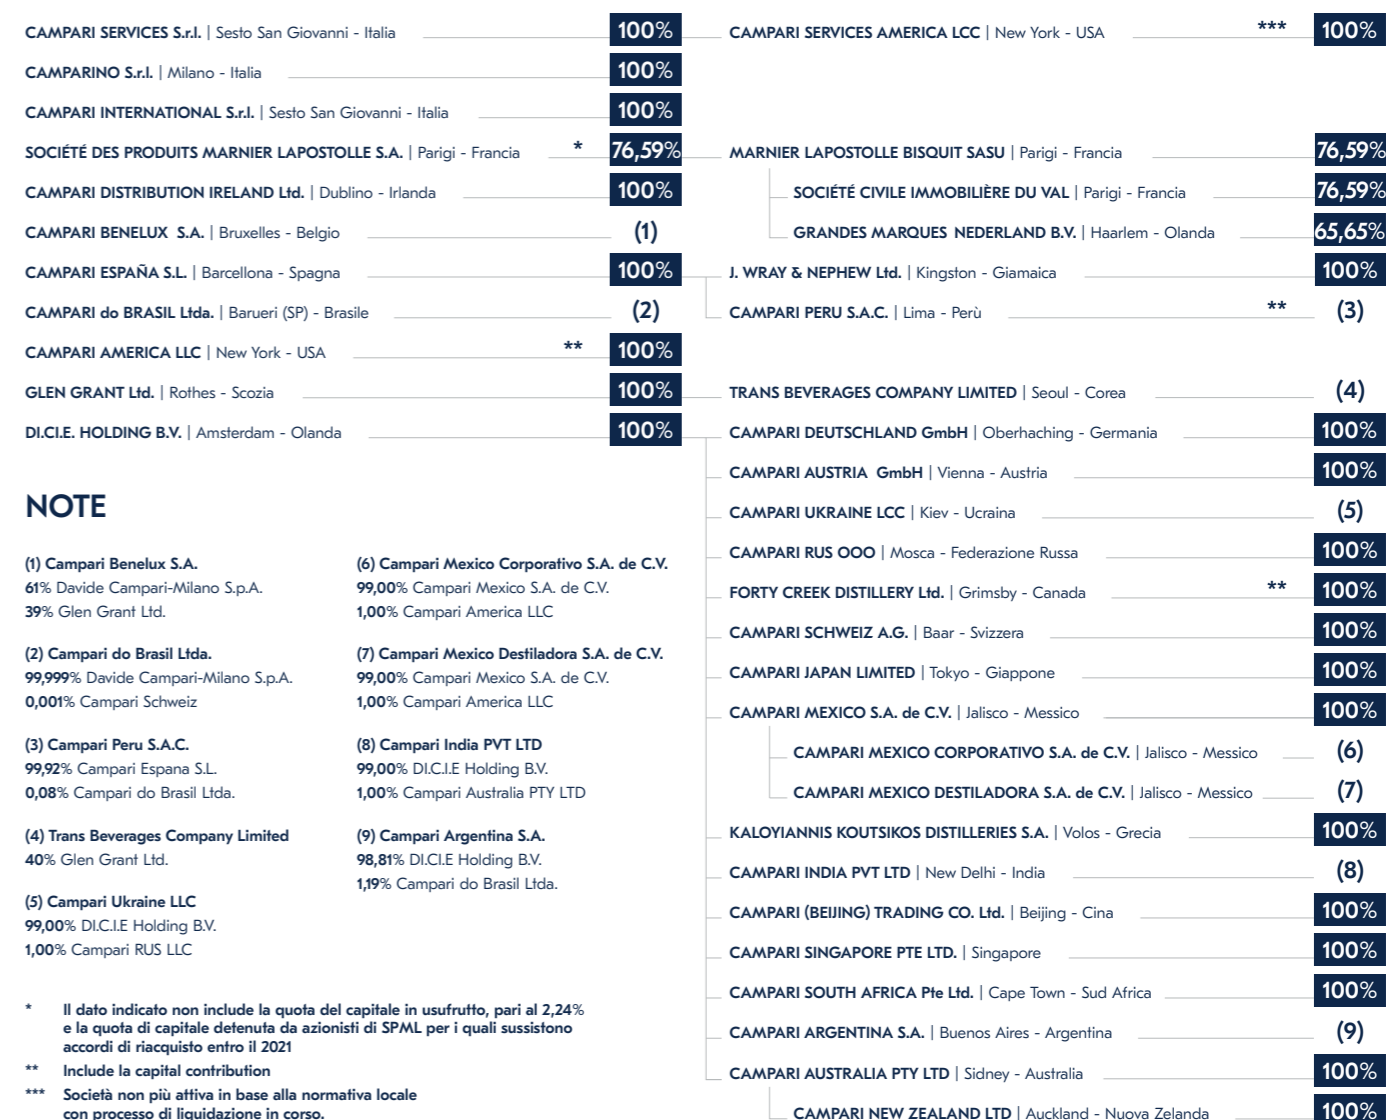 CAMPARI SERVICES S.r.l. | Sesto San Giovanni - Italia 100%
CAMPARINO S.r.l. | Milano - Italia 100%
CAMPARI INTERNATIONAL S.r.l. | Sesto San Giovanni - Italia 100%
SOCIÉTÉ DES PRODUITS MARNIER LAPOSTOLLE S.A. | Parigi - Francia * 76,59%
CAMPARI DISTRIBUTION IRELAND Ltd. | Dublino - Irlanda 100%
CAMPARI BENELUX S.A. | Bruxelles - Belgio (1)
CAMPARI ESPAÑA S.L. | Barcellona - Spagna 100%
CAMPARI do BRASIL Ltda. | Barueri (SP) - Brasile (2)
CAMPARI AMERICA LLC | New York - USA ** 100%
GLEN GRANT Ltd. | Rothes - Scozia 100%
DI.CI.E. HOLDING B.V. | Amsterdam - Olanda 100%
CAMPARI SERVICES AMERICA LCC | New York - USA *** 100%
MARNIER LAPOSTOLLE BISQUIT SASU | Parigi - Francia 76,59%
SOCIÉTÉ CIVILE IMMOBILIÈRE DU VAL | Parigi - Francia 76,59%
GRANDES MARQUES NEDERLAND B.V. | Haarlem - Olanda 65,65%
J. WRAY & NEPHEW Ltd. | Kingston - Giamaica 100%
CAMPARI PERU S.A.C. | Lima - Perù ** (3)
TRANS BEVERAGES COMPANY LIMITED | Seoul - Corea (4)
CAMPARI DEUTSCHLAND GmbH | Oberhaching - Germania 100%
CAMPARI AUSTRIA GmbH | Vienna - Austria 100%
CAMPARI UKRAINE LCC | Kiev - Ucraina (5)
CAMPARI RUS OOO | Mosca - Federazione Russa 100%
FORTY CREEK DISTILLERY Ltd. | Grimsby - Canada ** 100%
CAMPARI SCHWEIZ A.G. | Baar - Svizzera 100%
CAMPARI JAPAN LIMITED | Tokyo - Giappone 100%
CAMPARI MEXICO S.A. de C.V. | Jalisco - Messico 100%
CAMPARI MEXICO CORPORATIVO S.A. de C.V. | Jalisco - Messico (6)
CAMPARI MEXICO DESTILADORA S.A. de C.V. | Jalisco - Messico (7)
KALOYIANNIS KOUTSIKOS DISTILLERIES S.A. | Volos - Grecia 100%
CAMPARI INDIA PVT LTD | New Delhi - India (8)
CAMPARI (BEIJING) TRADING CO. Ltd. | Beijing - Cina 100%
CAMPARI SINGAPORE PTE LTD. | Singapore 100%
CAMPARI SOUTH AFRICA Pte Ltd. | Cape Town - Sud Africa 100%
CAMPARI ARGENTINA S.A. | Buenos Aires - Argentina (9)
CAMPARI AUSTRALIA PTY LTD | Sidney - Australia 100%
CAMPARI NEW ZEALAND LTD | Auckland - Nuova Zelanda 100%
NOTE
(1) Campari Benelux S.A.
61% Davide Campari-Milano S.p.A.
39% Glen Grant Ltd.
(2) Campari do Brasil Ltda.
99,999% Davide Campari-Milano S.p.A.
0,001% Campari Schweiz
(3) Campari Peru S.A.C.
99,92% Campari Espana S.L.
0,08% Campari do Brasil Ltda.
(4) Trans Beverages Company Limited
40% Glen Grant Ltd.
(5) Campari Ukraine LLC
99,00% DI.C.I.E Holding B.V.
1,00% Campari RUS LLC
(6) Campari Mexico Corporativo S.A. de C.V.
99,00% Campari Mexico S.A. de C.V.
1,00% Campari America LLC
(7) Campari Mexico Destiladora S.A. de C.V.
99,00% Campari Mexico S.A. de C.V.
1,00% Campari America LLC
(8) Campari India PVT LTD
99,00% DI.C.I.E Holding B.V.
1,00% Campari Australia PTY LTD
(9) Campari Argentina S.A.
98,81% DI.CI.E Holding B.V.
1,19% Campari do Brasil Ltda.
* Il dato indicato non include la quota del capitale in usufrutto, pari al 2,24%
e la quota di capitale detenuta da azionisti di SPML per i quali sussistono
accordi di riacquisto entro il 2021
** Include la capital contribution
*** Società non più attiva in base alla normativa locale
con processo di liquidazione in corso.